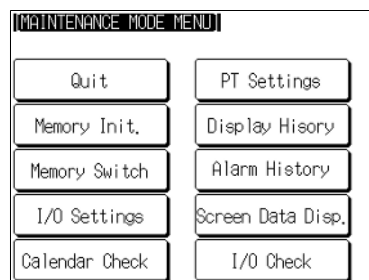 [MAINTENANCE MODE MENU]
Quit
PT Settings
Memory Init.
Display Hisory
Memory Switch
Alarm History
I/O Settings
Screen Data Disp.
Calendar Check
I/O Check